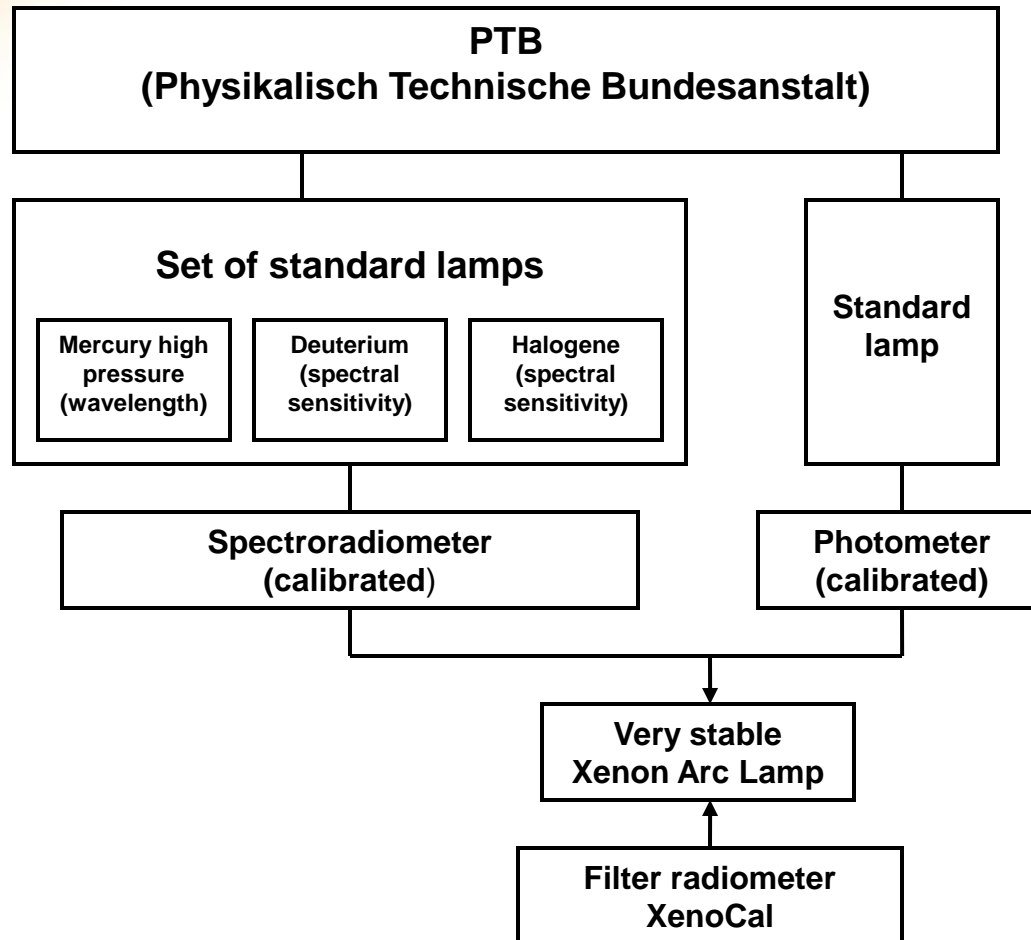 PTB
(Physikalisch Technische Bundesanstalt)
Set of standard lamps
Mercury high
pressure
(wavelength)
Deuterium
(spectral
sensitivity)
Halogene
(spectral
sensitivity)
Standard
lamp
Spectroradiometer
(calibrated)
Photometer
(calibrated)
Very stable
Xenon Arc Lamp
Filter radiometer
XenoCal